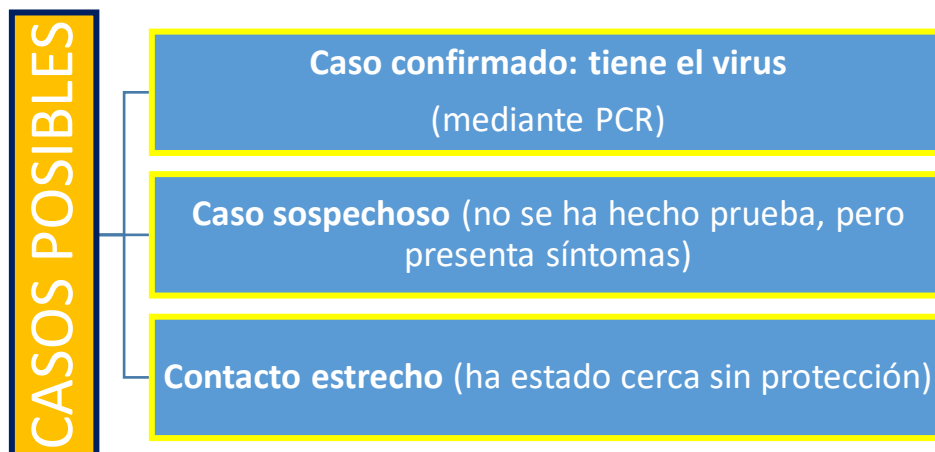 CASOS POSIBLES
Caso confirmado: tiene el virus
(mediante PCR)
Caso sospechoso (no se ha hecho prueba, pero
presenta síntomas)
Contacto estrecho (ha estado cerca sin protección)